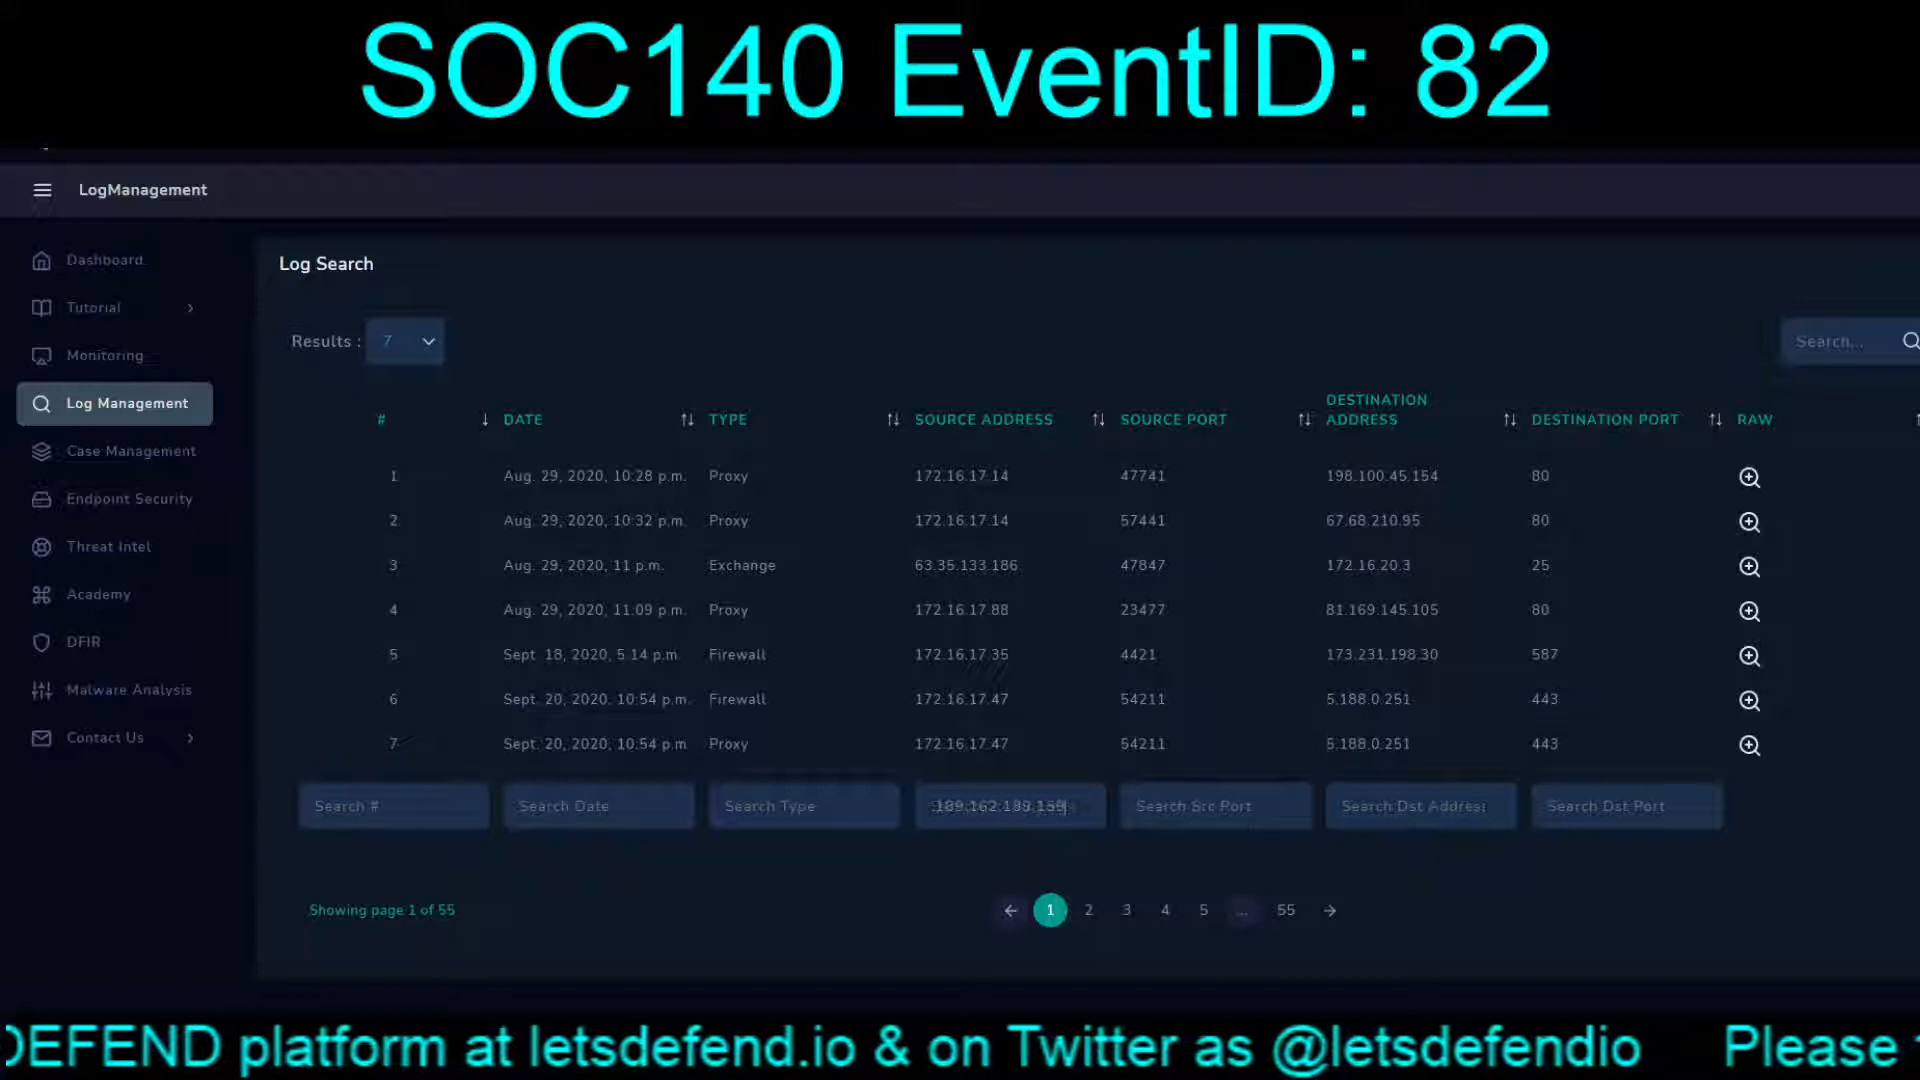 SOC140 EventID: 82
LogManagement
Dashboard
Tutorial
Monitoring
Log Management
Case Management
Endpoint Security
Threat Intel
Academy
DFIR
Malware Analysis
Contact Us
Log Search
Results : 7
Search...
# DATE TYPE SOURCE ADDRESS SOURCE PORT DESTINATION ADDRESS DESTINATION PORT RAW
1 Aug. 29, 2020, 10:28 p.m. Proxy 172.16.17.14 47741 198.100.45.154 80
2 Aug. 29, 2020, 10:32 p.m. Proxy 172.16.17.14 57441 67.68.210.95 80
3 Aug. 29, 2020, 11 p.m. Exchange 63.35.133.186 47847 172.16.20.3 25
4 Aug. 29, 2020, 11:09 p.m. Proxy 172.16.17.88 23477 81.169.145.105 80
5 Sept. 18, 2020, 5:14 p.m. Firewall 172.16.17.35 4421 173.231.198.30 587
6 Sept. 20, 2020, 10:54 p.m. Firewall 172.16.17.47 54211 5.188.0.251 443
7 Sept. 20, 2020, 10:54 p.m. Proxy 172.16.17.47 54211 5.188.0.251 443
Search # Search Date Search Type 189.162.189.159 Search Src Port Search Dst Address Search Dst Port
Showing page 1 of 55
1 2 3 4 5 ... 55
DEFEND platform at letsdefend.io & on Twitter as @letsdefendio Please